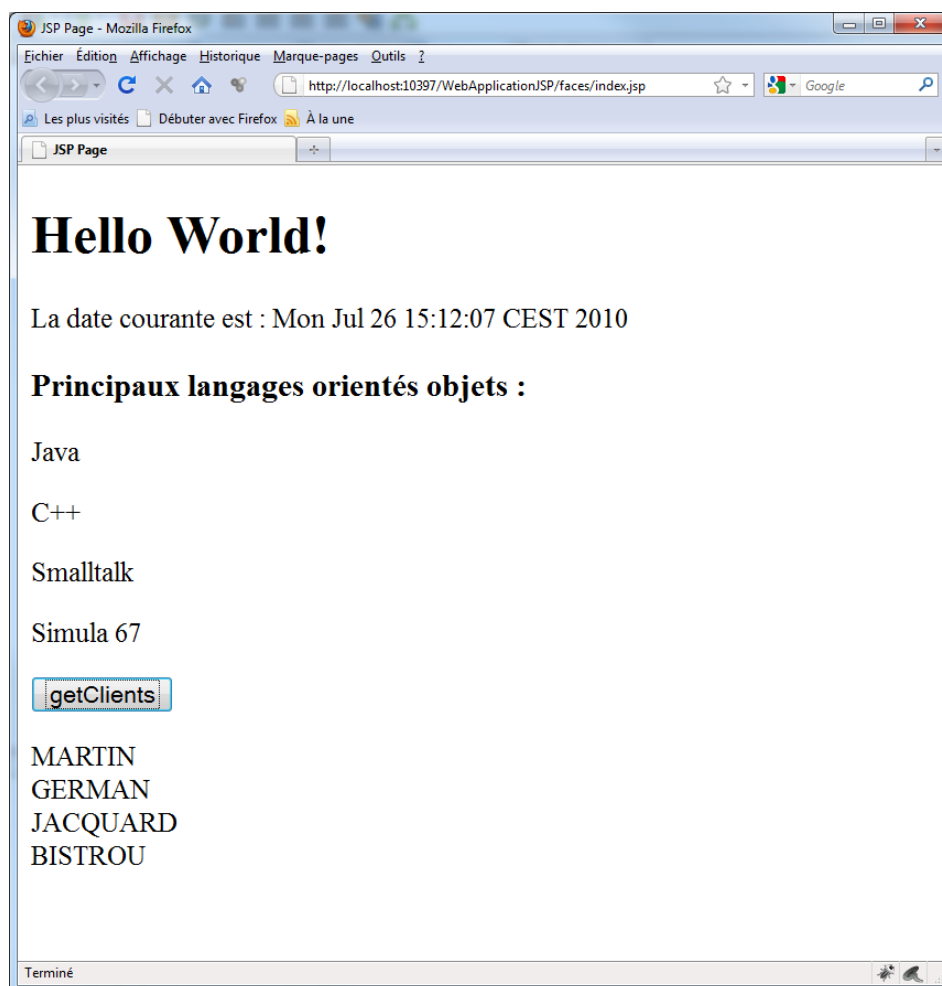 JSP Page - Mozilla Firefox
Fichier Édition Affichage Historique Marque-pages Outils ?
http://localhost:10397/WebApplicationJSP/faces/index.jsp
Google
Les plus visités Débuter avec Firefox À la une
JSP Page
Hello World!
La date courante est : Mon Jul 26 15:12:07 CEST 2010
Principaux langages orientés objets :
Java
C++
Smalltalk
Simula 67
getClients
MARTIN
GERMAN
JACQUARD
BISTROU
Terminé